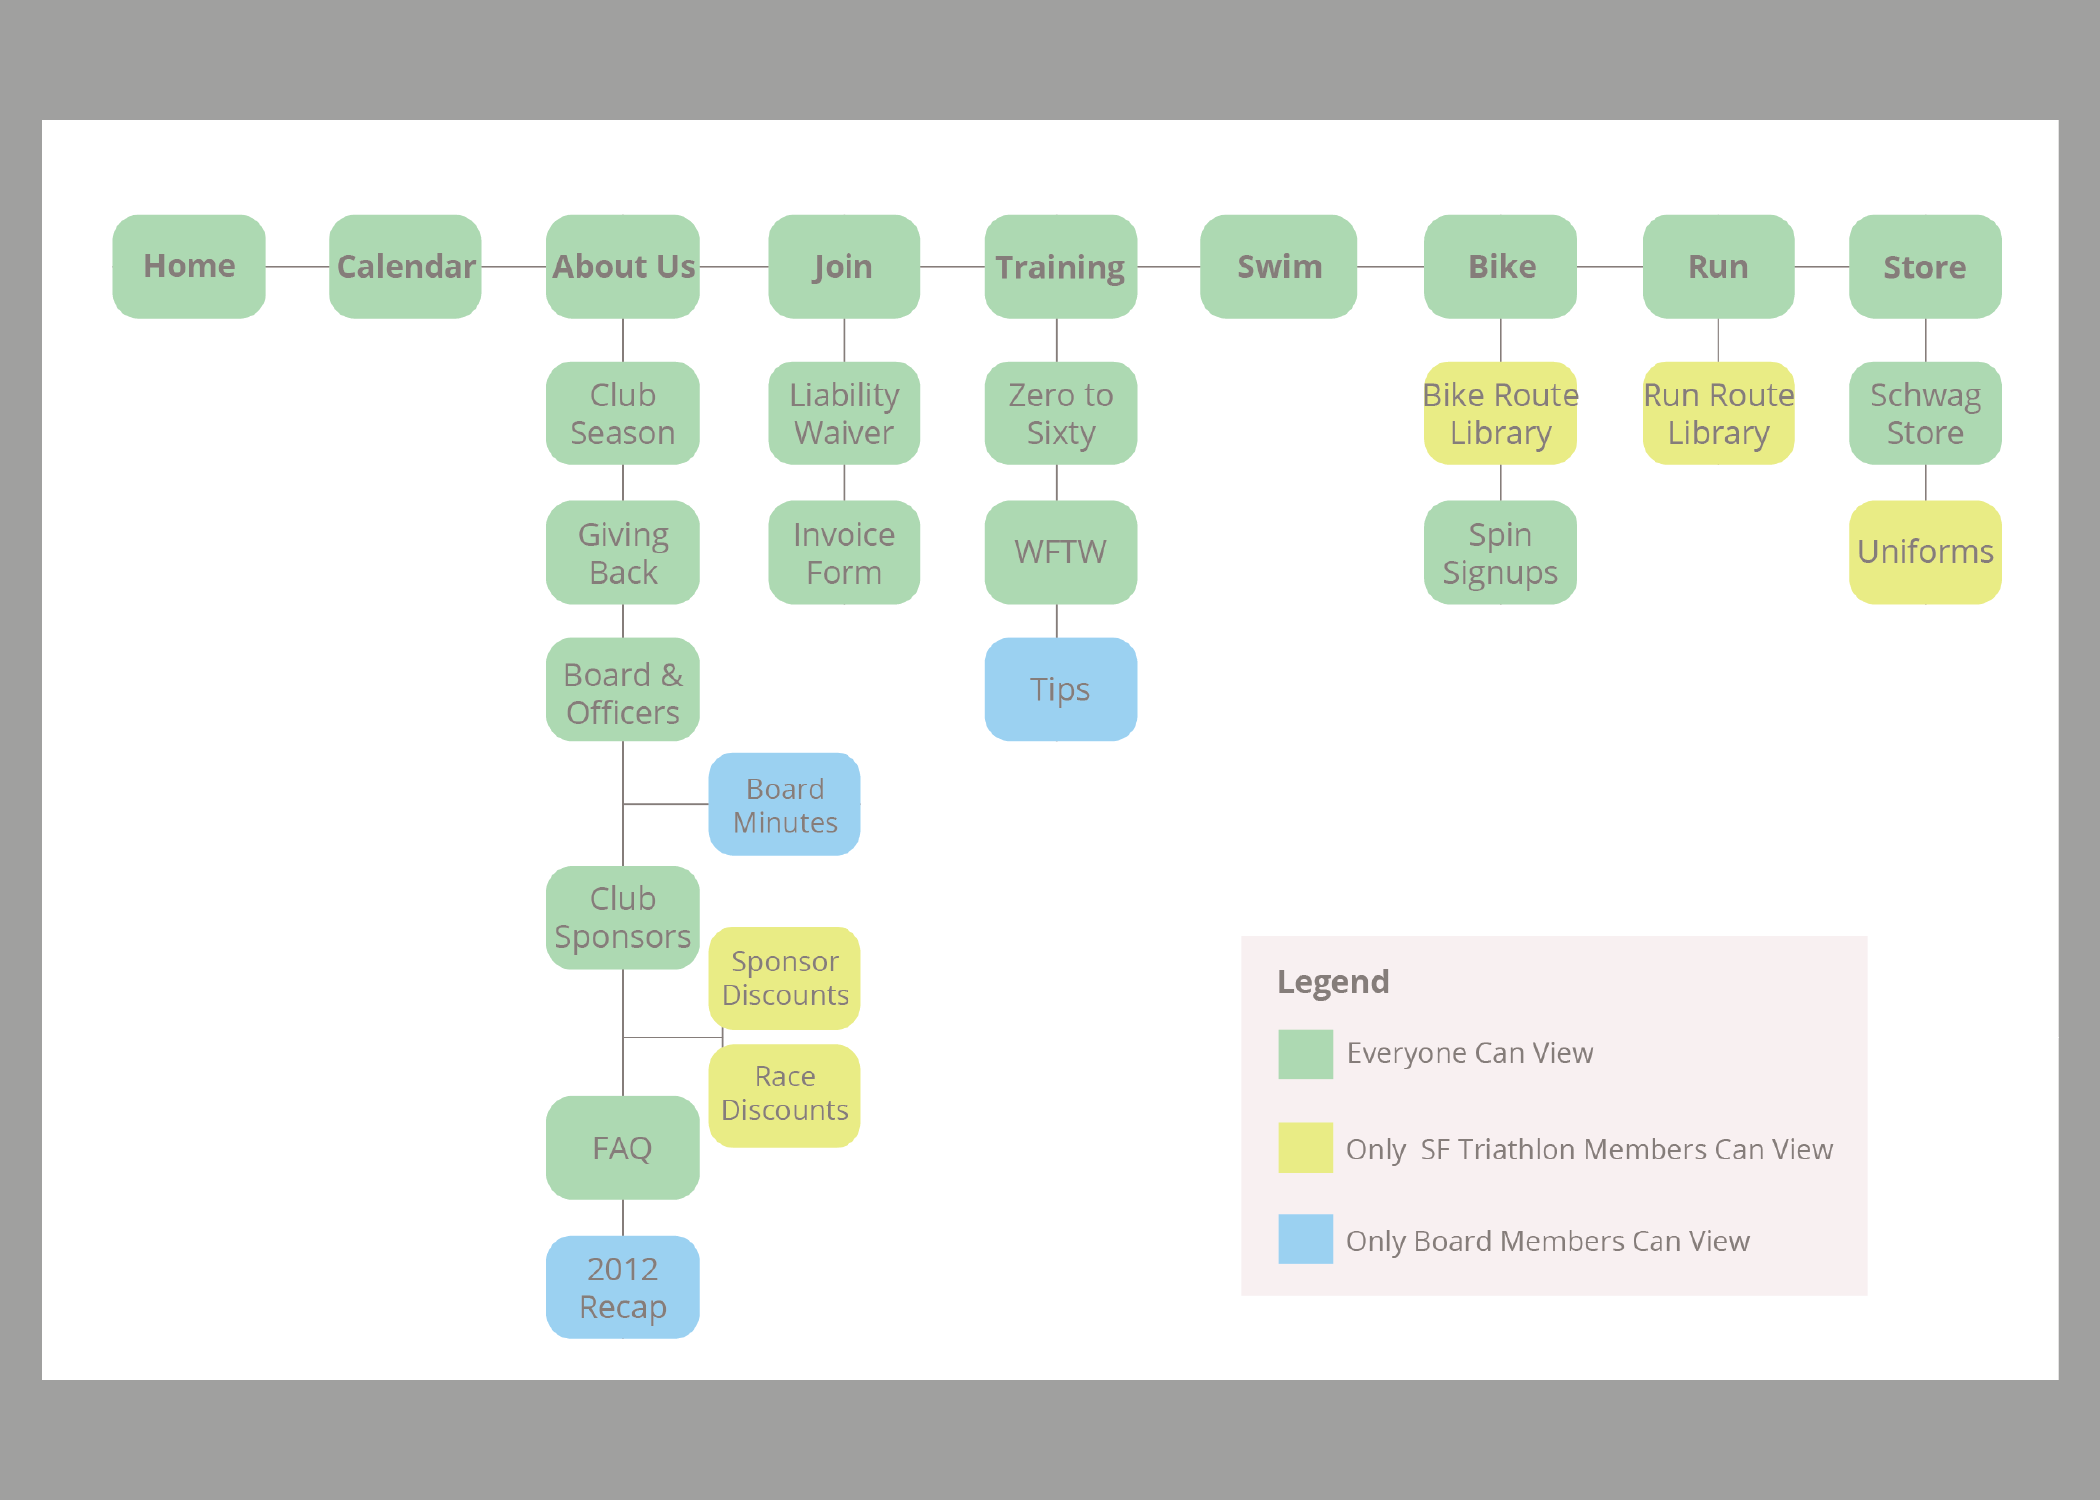 Home
Calendar
About Us
Join
Training
Swim
Bike
Run
Store
Club
Season
Giving
Back
Board &
Officers
Board
Minutes
Club
Sponsors
Sponsor
Discounts
Race
Discounts
FAQ
2012
Recap
Liability
Waiver
Invoice
Form
Zero to
Sixty
WFTW
Tips
Bike Route
Library
Spin
Signups
Run Route
Library
Schwag
Store
Uniforms
Legend
Everyone Can View
Only  SF Triathlon Members Can View
Only Board Members Can View